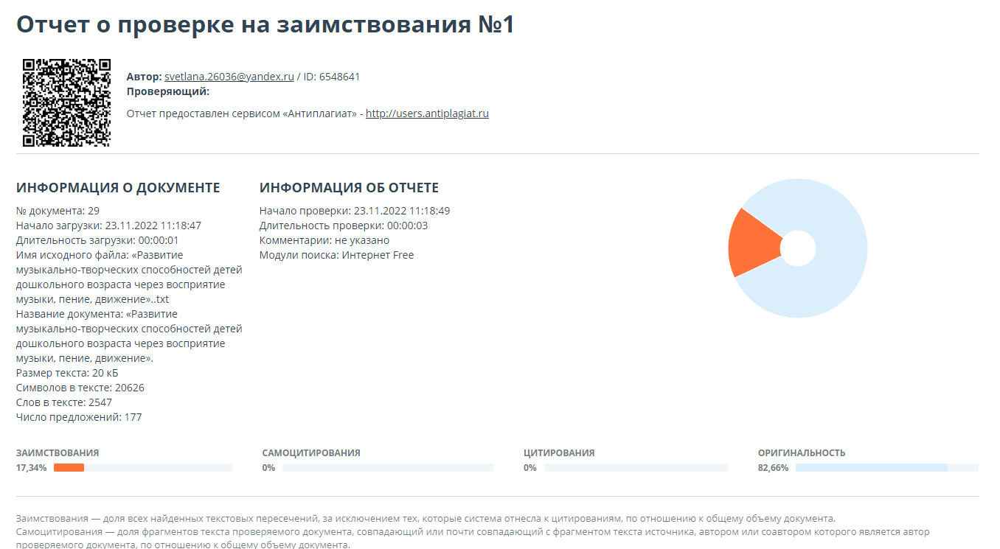 Отчет о проверке на заимствования №1
Автор: svetlana.26036@yandex.ru / ID: 6548641
Проверяющий:
Отчет предоставлен сервисом «Антиплагиат» - http://users.antiplagiat.ru
ИНФОРМАЦИЯ О ДОКУМЕНТЕ
№ документа: 29
Начало загрузки: 23.11.2022 11:18:47
Длительность загрузки: 00:00:01
Имя исходного файла: «Развитие
музыкально-творческих способностей детей
дошкольного возраста через восприятие
музыки, пение, движение»..txt
Название документа: «Развитие
музыкально-творческих способностей детей
дошкольного возраста через восприятие
музыки, пение, движение».
Размер текста: 20 кБ
Cимволов в тексте: 20626
Слов в тексте: 2547
Число предложений: 177
ИНФОРМАЦИЯ ОБ ОТЧЕТЕ
Начало проверки: 23.11.2022 11:18:49
Длительность проверки: 00:00:03
Комментарии: не указано
Модули поиска: Интернет Free
ЗАИМСТВОВАНИЯ
17,34%
САМОЦИТИРОВАНИЯ
0%
ЦИТИРОВАНИЯ
0%
ОРИГИНАЛЬНОСТЬ
82,66%
Заимствования — доля всех найденных текстовых пересечений, за исключением тех, которые система отнесла к цитированиям, по отношению к общему объему документа.
Самоцитирования — доля фрагментов текста проверяемого документа, совпадающий или почти совпадающий с фрагментом текста источника, автором или соавтором которого является автор
проверяемого документа, по отношению к общему объему документа.